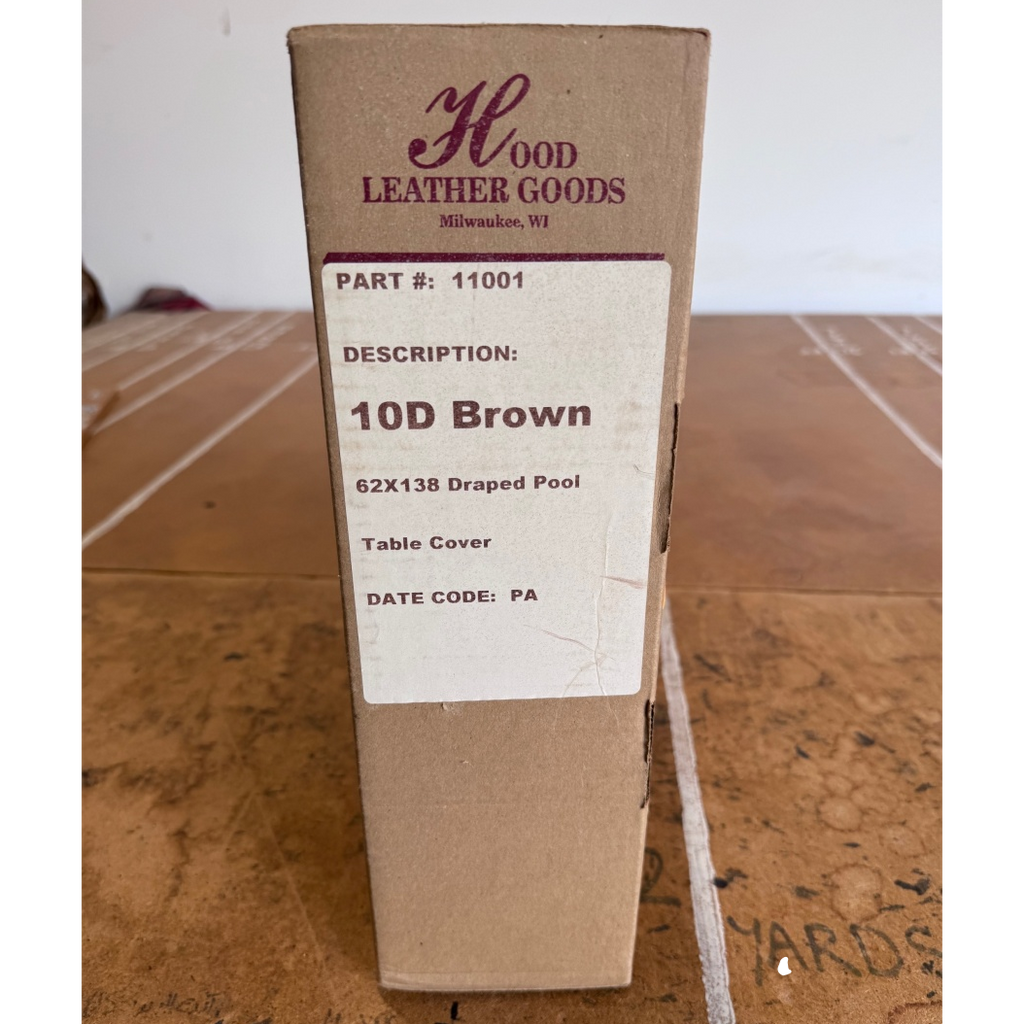 Hood
LEATHER GOODS
Milwaukee, WI
PART #: 11001
DESCRIPTION:
10D Brown
62X138 Draped Pool
Table Cover
DATE CODE: PA
2
YARDS